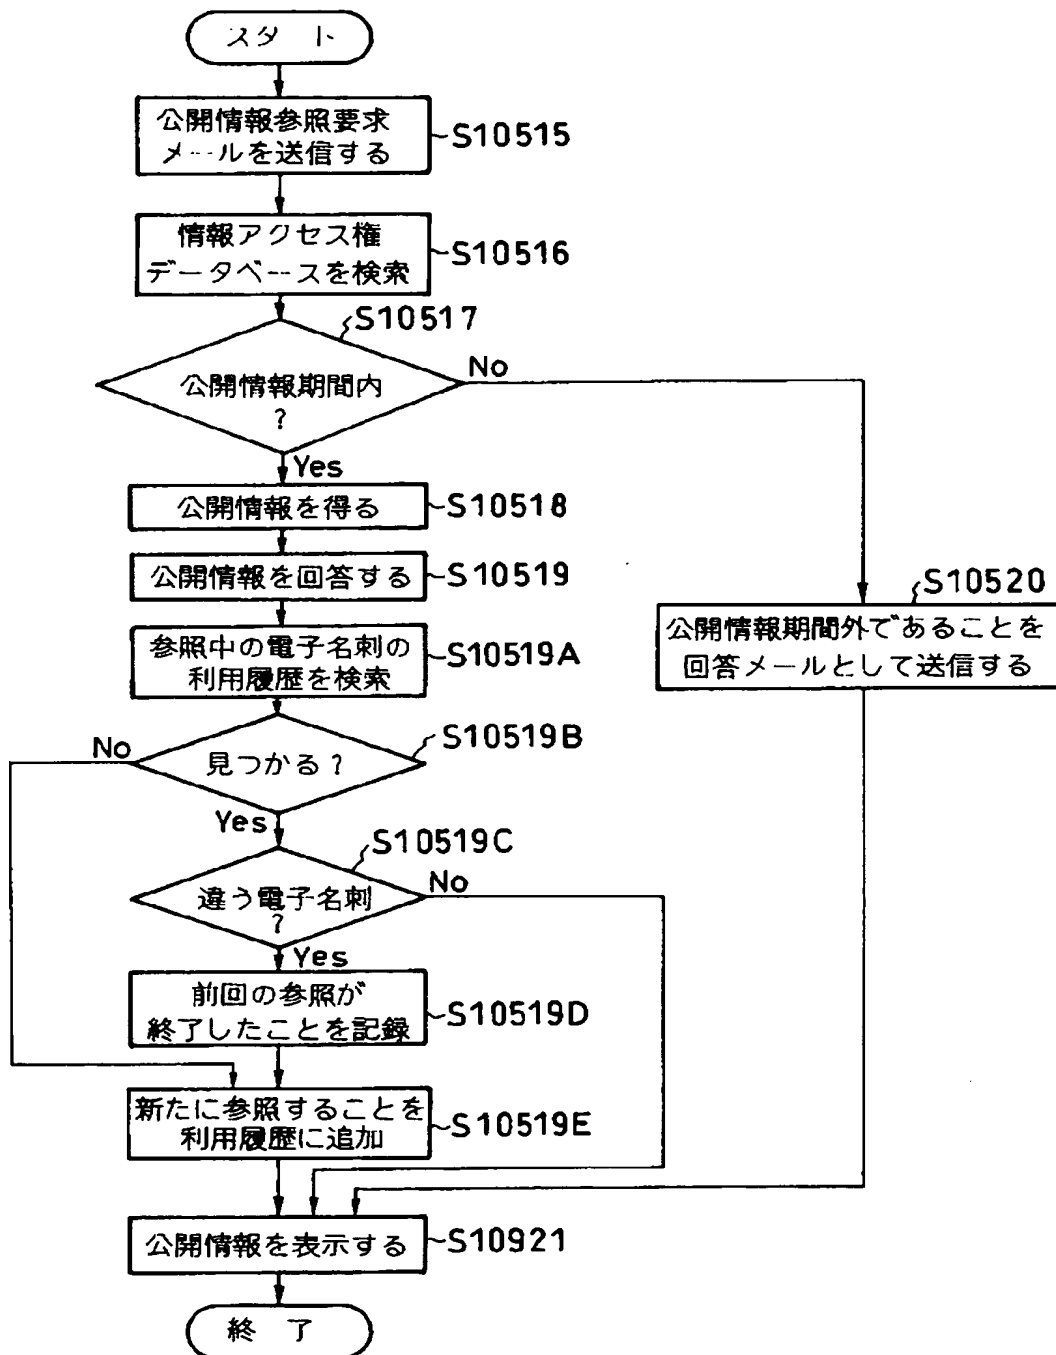 スタート
公開情報参照要求
メールを送信する
S10515
情報アクセス権
データベースを検索
S10516
S10517
公開情報期間内
?
No
Yes
公開情報を得る
S10518
公開情報を回答する
S10519
S10520
公開情報期間外であることを
回答メールとして送信する
参照中の電子名刺の
利用履歴を検索
S10519A
見つかる?
S10519B
No
Yes
S10519C
違う電子名刺
?
No
Yes
前回の参照が
終了したことを記録
S10519D
新たに参照することを
利用履歴に追加
S10519E
公開情報を表示する
S10921
終了